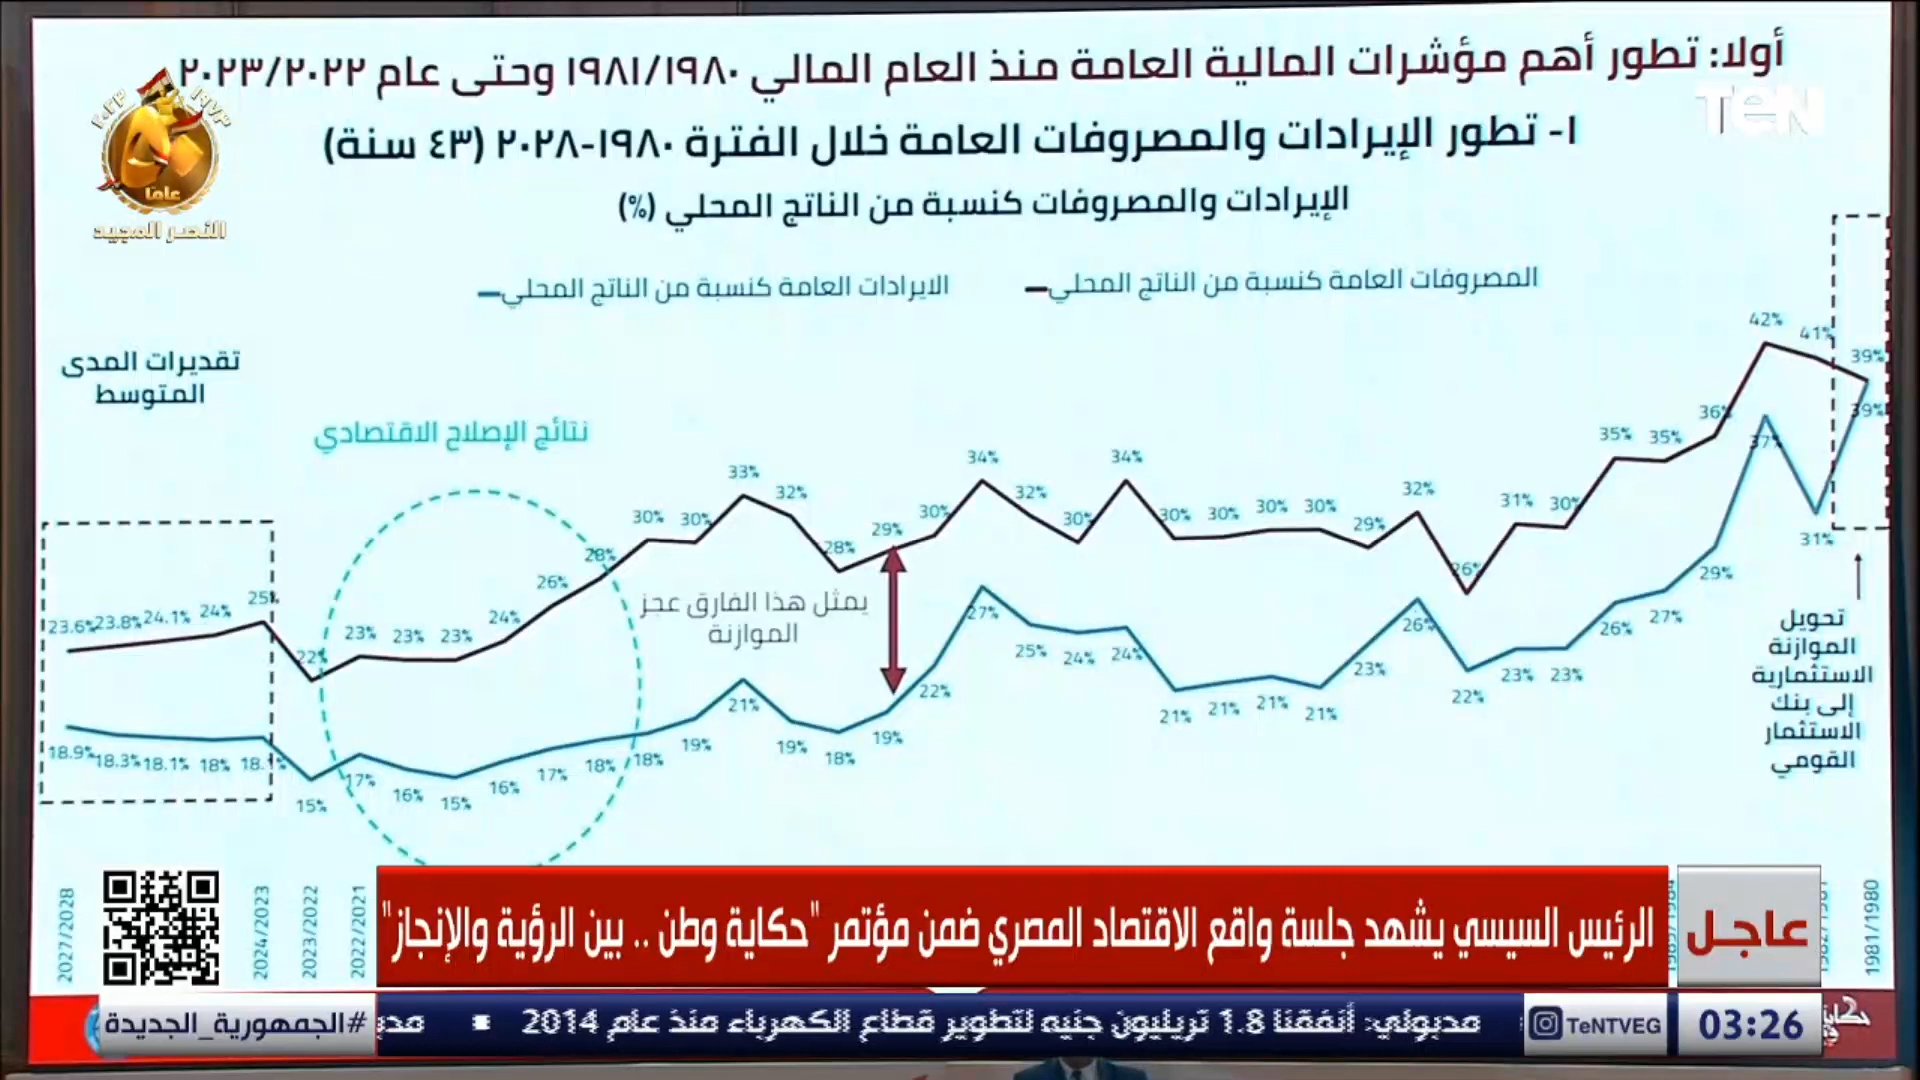 أولا: تطور أهم مؤشرات المالية العامة منذ العام المالي ١٩٨١/١٩٨٠ وحتى عام ٢٠٢٣/٢٠٢٢
TeN
١٩٧٣
٢٠٢٣
٥٠
عاما
النصر المجيد
١- تطور الإيرادات والمصروفات العامة خلال الفترة ١٩٨٠-٢٠٢٨ (٤٣ سنة)
الإيرادات والمصروفات كنسبة من الناتج المحلي (%)
المصروفات العامة كنسبة من الناتج المحلي
الايرادات العامة كنسبة من الناتج المحلي
تقديرات المدى
المتوسط
نتائج الإصلاح الاقتصادي
23.6% 23.8% 24.1% 24% 25% 22% 23% 23% 23% 24% 26% 28% 30% 30% 33% 32% 28% 29% 30% 34% 32% 30% 34% 30% 30% 30% 30% 29% 32% 26% 31% 30% 35% 35% 36% 42% 41% 39%
يمثل هذا الفارق عجز
الموازنة
18.9% 18.3% 18.1% 18% 18.1% 15% 17% 16% 15% 16% 17% 18% 18% 19% 21% 19% 18% 19% 22% 27% 25% 24% 24% 21% 21% 21% 21% 23% 26% 22% 23% 23% 26% 27% 29% 37% 31% 39%
تحويل
الموازنة
الاستثمارية
إلى بنك
الاستثمار
القومي
2027/2028
2024/2023
2023/2022
2022/2021
1981/1980
عاجل
الرئيس السيسي يشهد جلسة واقع الاقتصاد المصري ضمن مؤتمر "حكاية وطن .. بين الرؤية والإنجاز"
03:26
TeNTVEG
مدبولي: أنفقنا 1.8 تريليون جنيه لتطوير قطاع الكهرباء منذ عام 2014
#الجمهورية_الجديدة